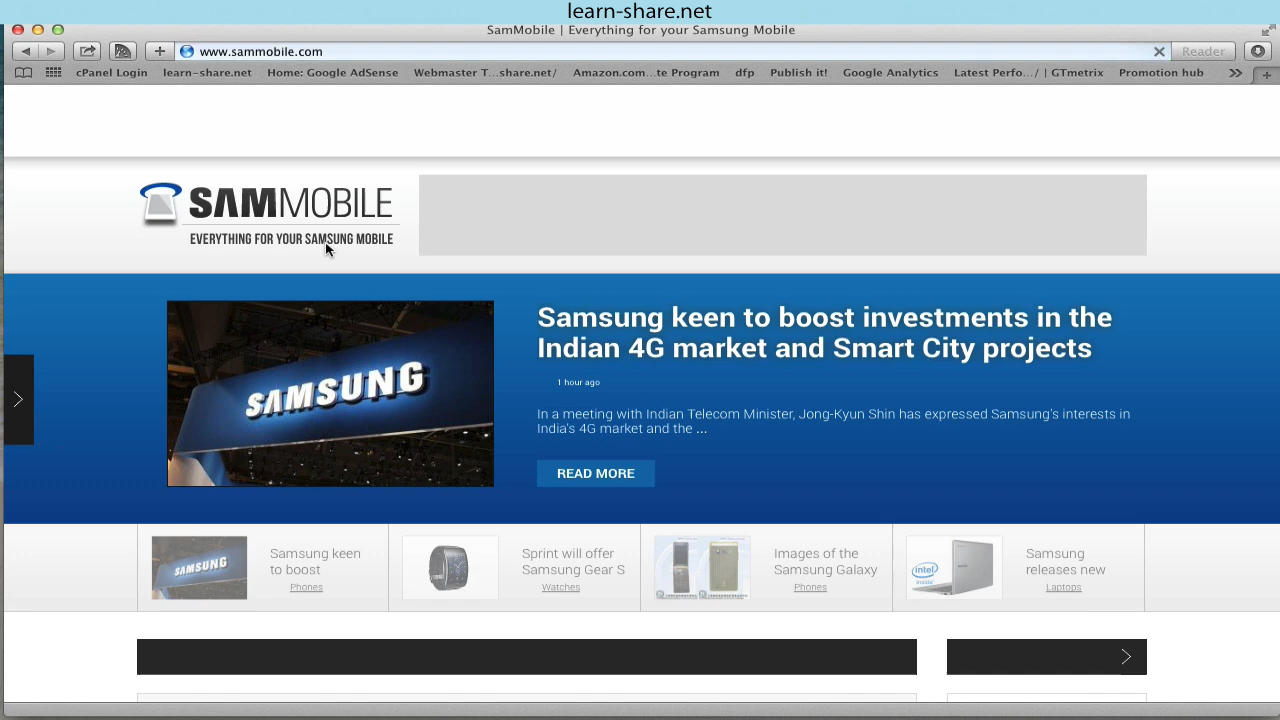 learn-share.net
SamMobile | Everything for your Samsung Mobile
www.sammobile.com
Reader
cPanel Login learn-share.net Home: Google AdSense Webmaster T...share.net/ Amazon.com...te Program dfp Publish it! Google Analytics Latest Perfo.../ | GTmetrix Promotion hub
SAMMOBILE
EVERYTHING FOR YOUR SAMSUNG MOBILE
SAMSUNG
Samsung keen to boost investments in the
Indian 4G market and Smart City projects
1 hour ago
In a meeting with Indian Telecom Minister, Jong-Kyun Shin has expressed Samsung's interests in
India's 4G market and the ...
READ MORE
SAMSUNG
Samsung keen
to boost
Phones
Sprint will offer
Samsung Gear S
Watches
Images of the
Samsung Galaxy
Phones
intel
inside
Samsung
releases new
Laptops